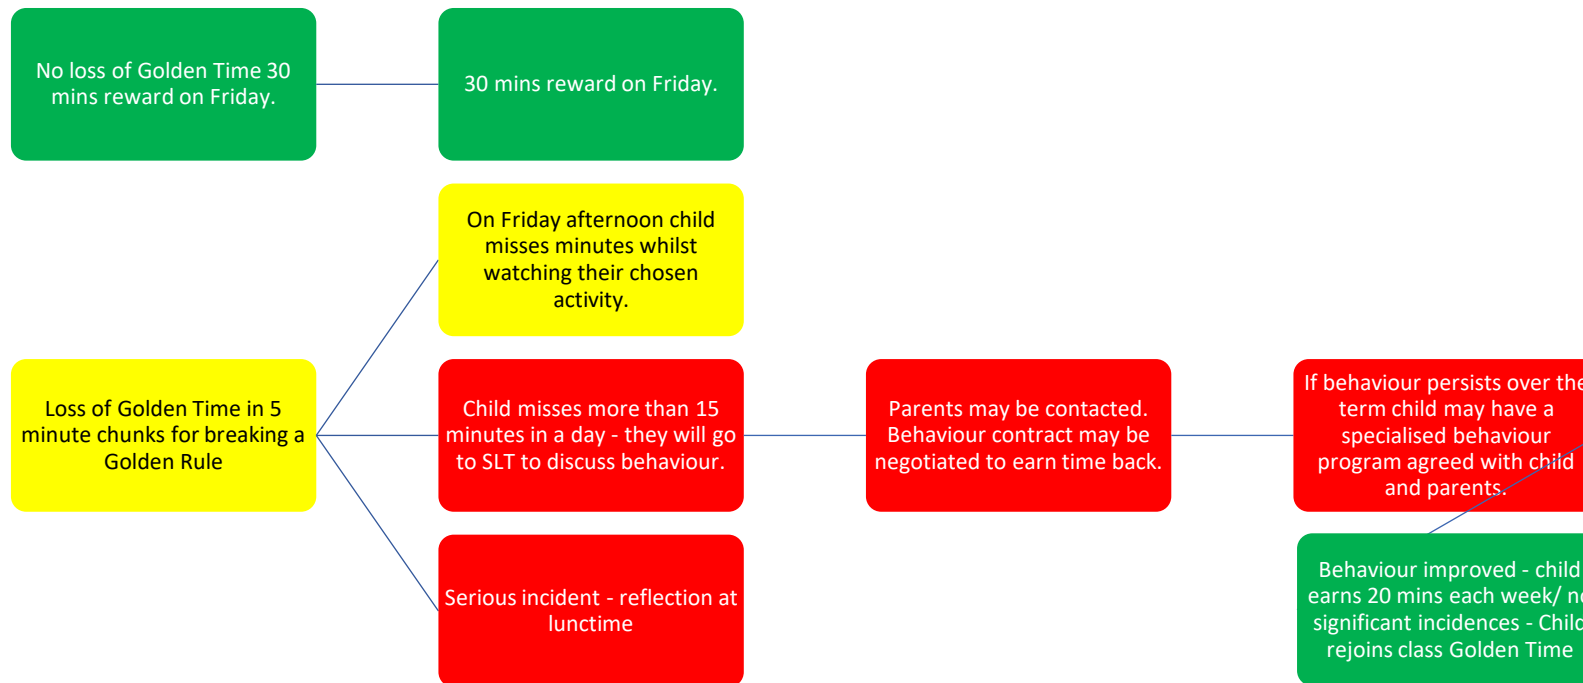 No loss of Golden Time 30
mins reward on Friday.
30 mins reward on Friday.
On Friday afternoon child
misses minutes whilst
watching their chosen
activity.
Loss of Golden Time in 5
minute chunks for breaking a
Golden Rule
Child misses more than 15
minutes in a day - they will go
to SLT to discuss behaviour.
Parents may be contacted.
Behaviour contract may be
negotiated to earn time back.
If behaviour persists over the
term child may have a
specialised behaviour
program agreed with child
and parents.
Serious incident - reflection at
lunctime
Behaviour improved - child
earns 20 mins each week/
significant incidences - Child
rejoins class Golden Time